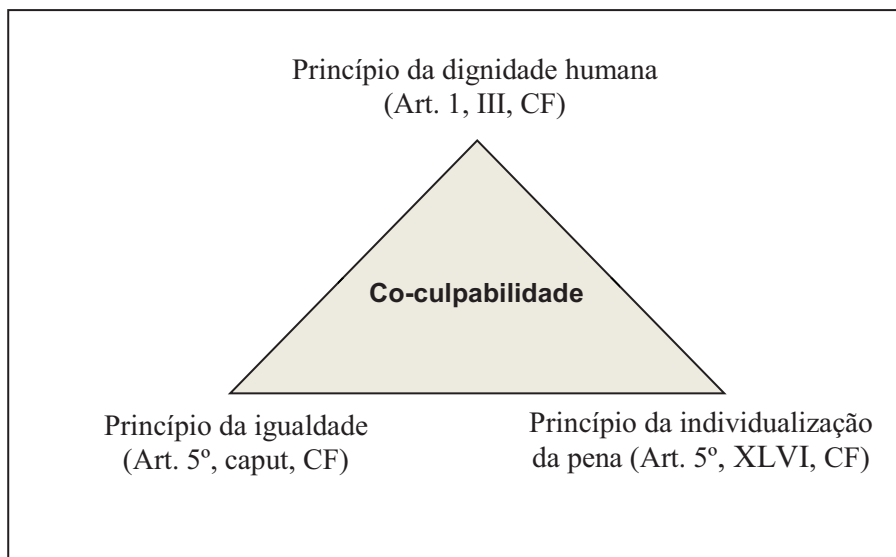 Princípio da dignidade humana
(Art. 1, III, CF)
Co-culpabilidade
Princípio da igualdade
(Art. 5º, caput, CF)
Princípio da individualização
da pena (Art. 5º, XLVI, CF)